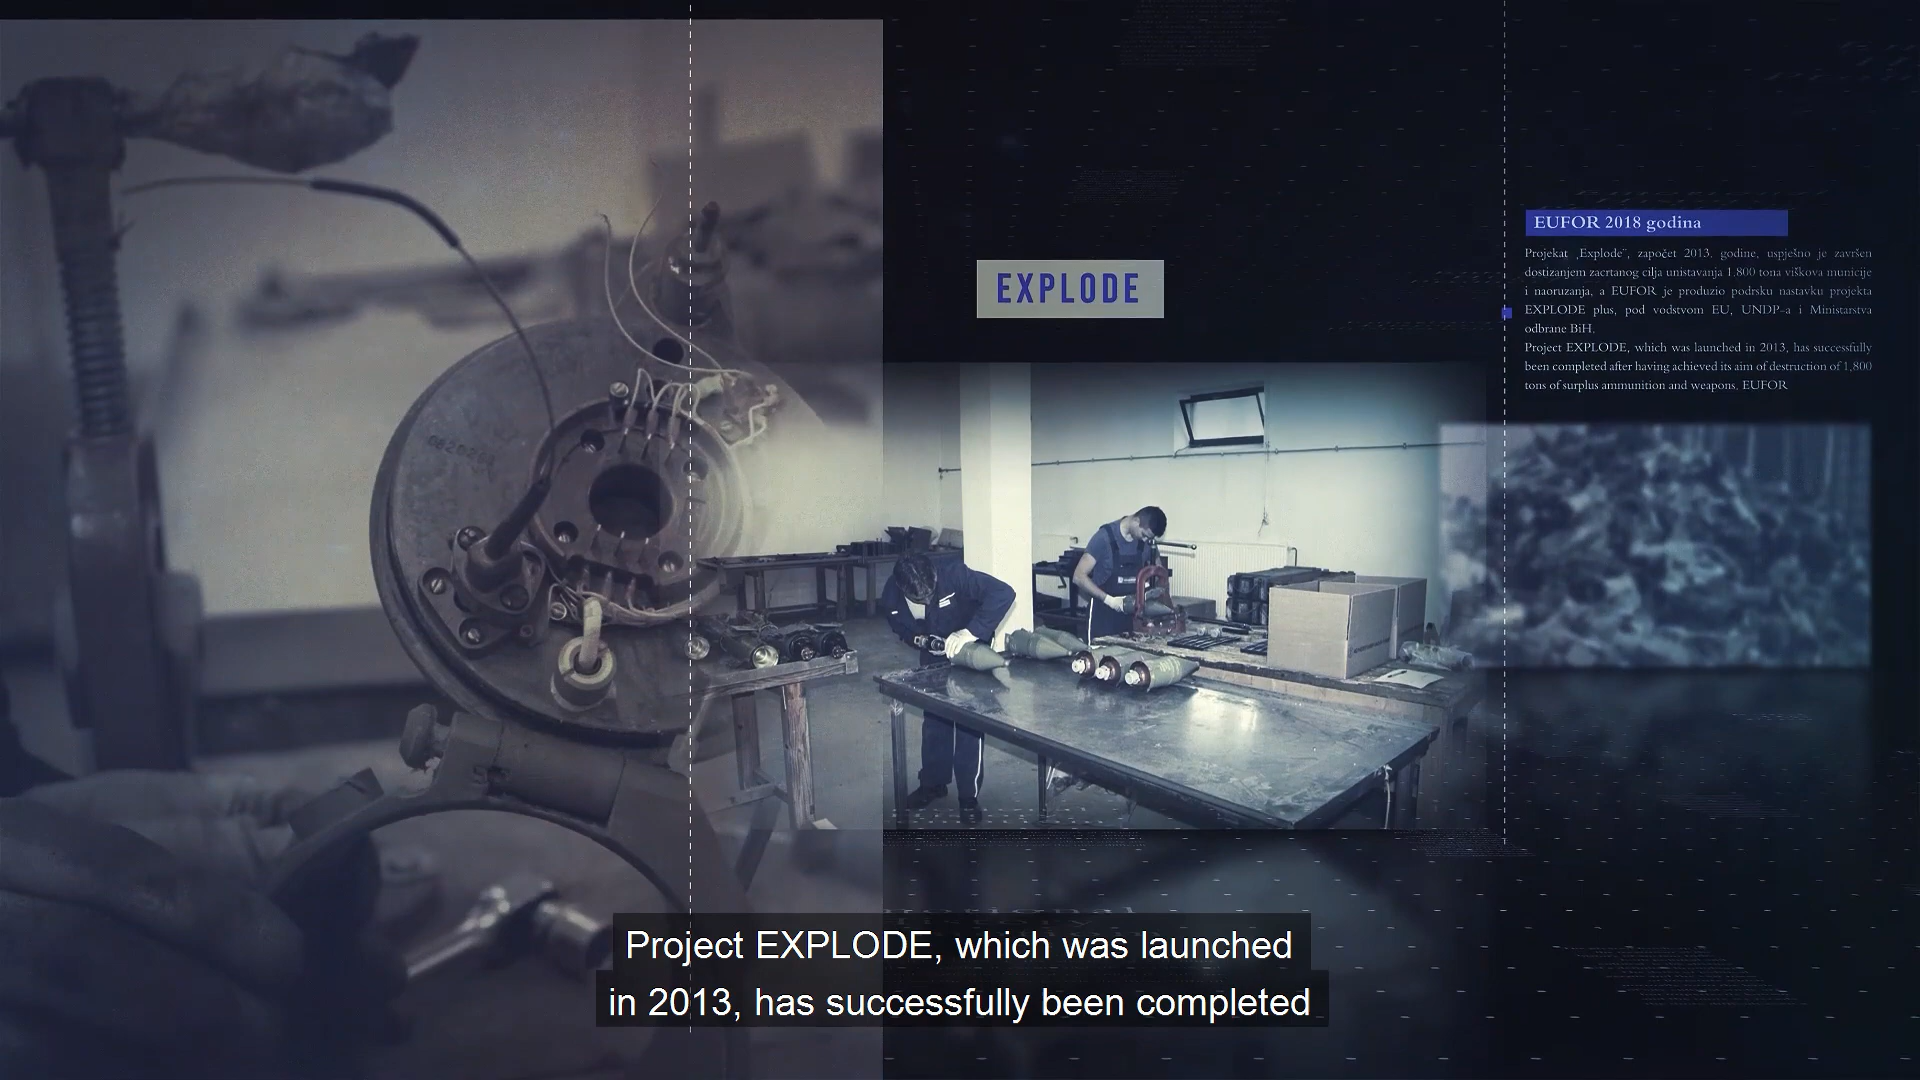 EXPLODE
EUFOR 2018 godina
Projekat „Explode", započet 2013. godine, uspješno je završen
dostizanjem zacrtanog cilja unistavanja 1.800 tona viškova municije
i naoruzanja, a EUFOR je produzio podrsku nastavku projekta
EXPLODE plus, pod vodstvom EU, UNDP-a i Ministarstva
odbrane BiH.
Project EXPLODE, which was launched in 2013, has successfully
been completed after having achieved its aim of destruction of 1,800
tons of surplus ammunition and weapons. EUFOR
Project EXPLODE, which was launched
in 2013, has successfully been completed